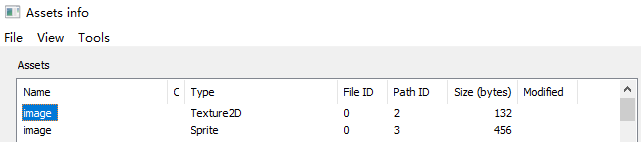 Assets info
File View Tools
Assets
Name C Type File ID Path ID Size (bytes) Modified
image Texture2D 0 2 132
image Sprite 0 3 456